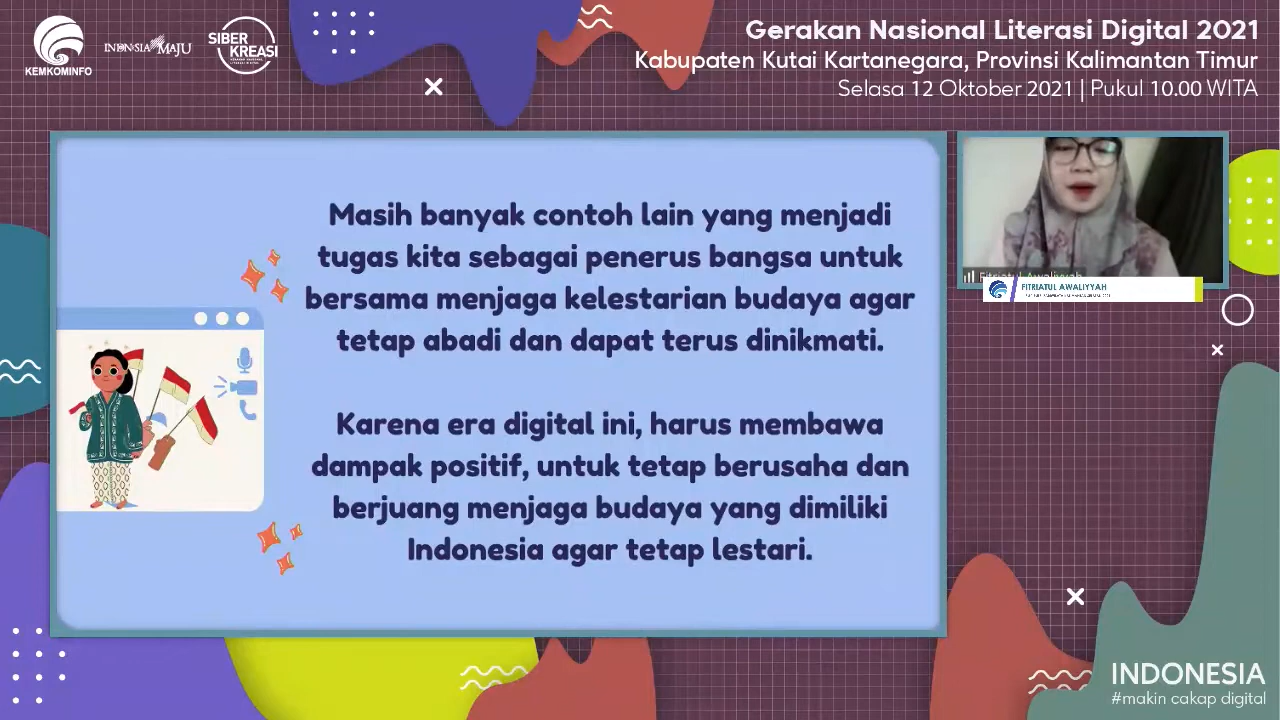 KEMKOMINFO
INDONESIA MAJU
SIBER KREASI
Gerakan Nasional Literasi Digital 2021
Kabupaten Kutai Kartanegara, Provinsi Kalimantan Timur
Selasa 12 Oktober 2021 | Pukul 10.00 WITA
Masih banyak contoh lain yang menjadi
tugas kita sebagai penerus bangsa untuk
bersama menjaga kelestarian budaya agar
tetap abadi dan dapat terus dinikmati.
Karena era digital ini, harus membawa
dampak positif, untuk tetap berusaha dan
berjuang menjaga budaya yang dimiliki
Indonesia agar tetap lestari.
Fitriatul Awaliyyah
FITRIATUL AWALIYYAH
INDONESIA
#makin cakap digital